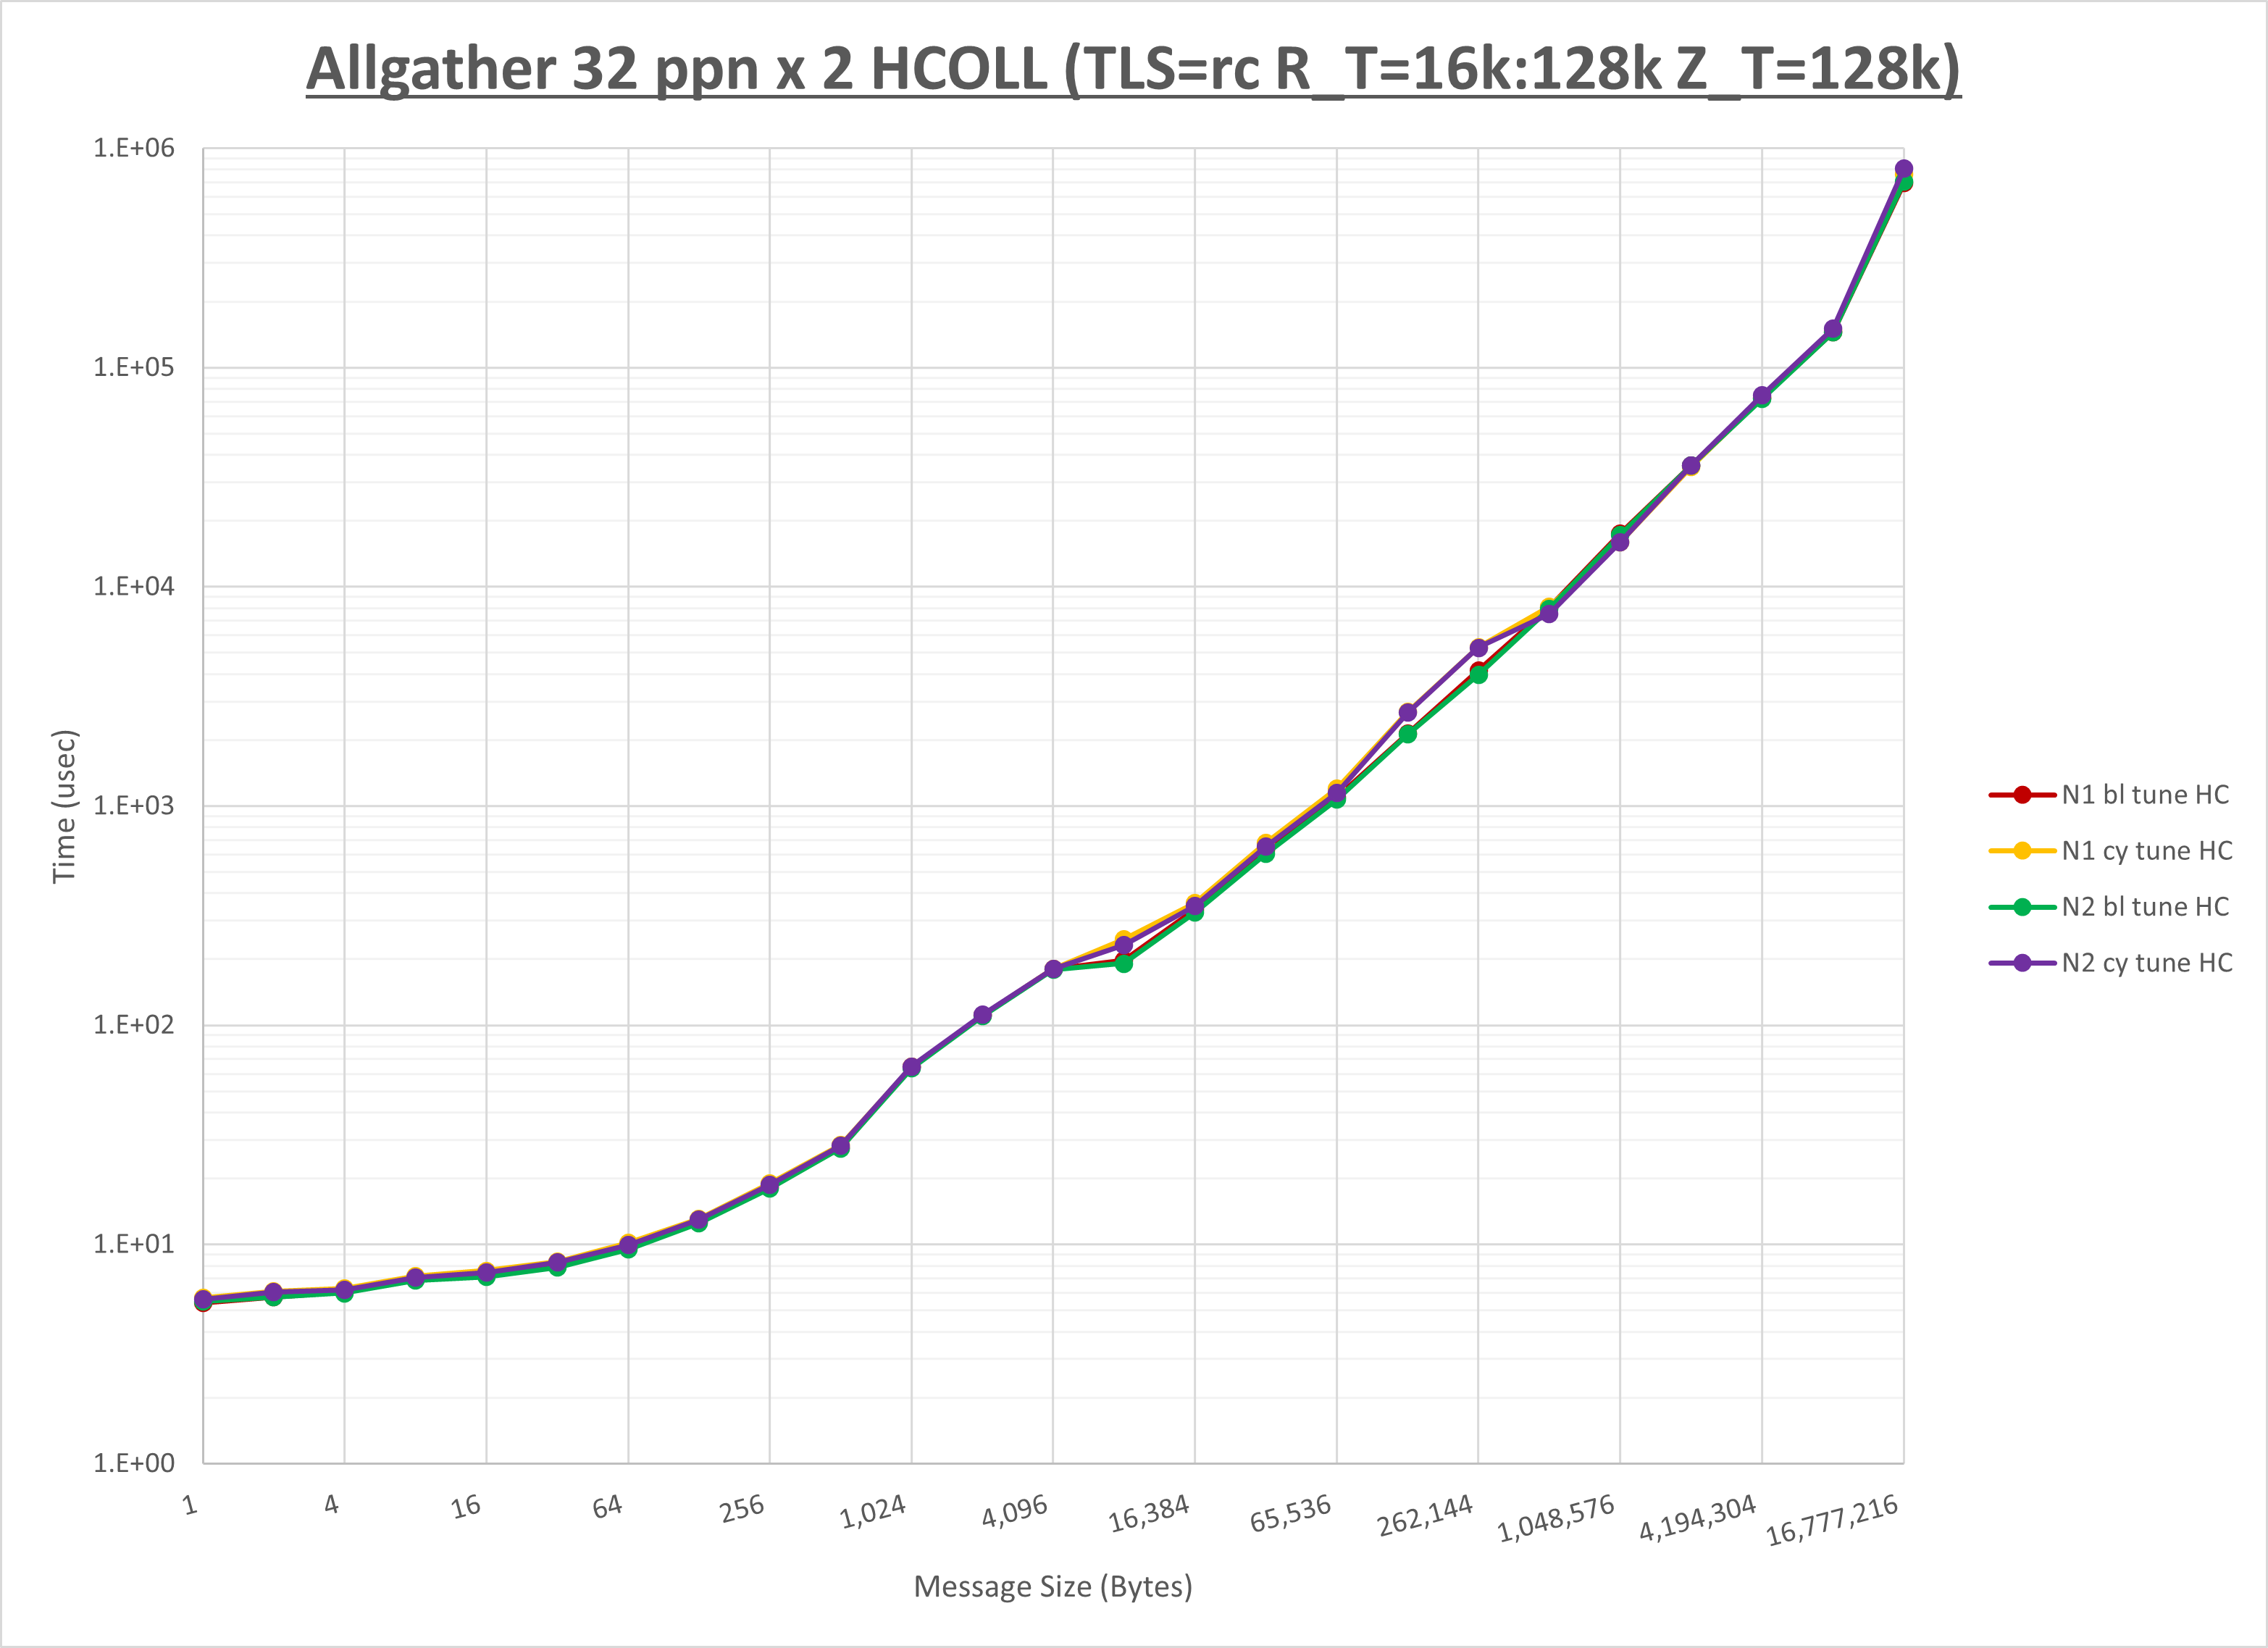 Allgather 32 ppn x 2 HCOLL (TLS=rc R_T=16k:128k Z_T=128k)
1.E+06
1.E+05
1.E+04
1.E+03
1.E+02
1.E+01
1.E+00
Time (usec)
1
4
16
64
256
1,024
4,096
16,384
65,536
262,144
1,048,576
4,194,304
16,777,216
Message Size (Bytes)
N1 bl tune HC
N1 cy tune HC
N2 bl tune HC
N2 cy tune HC